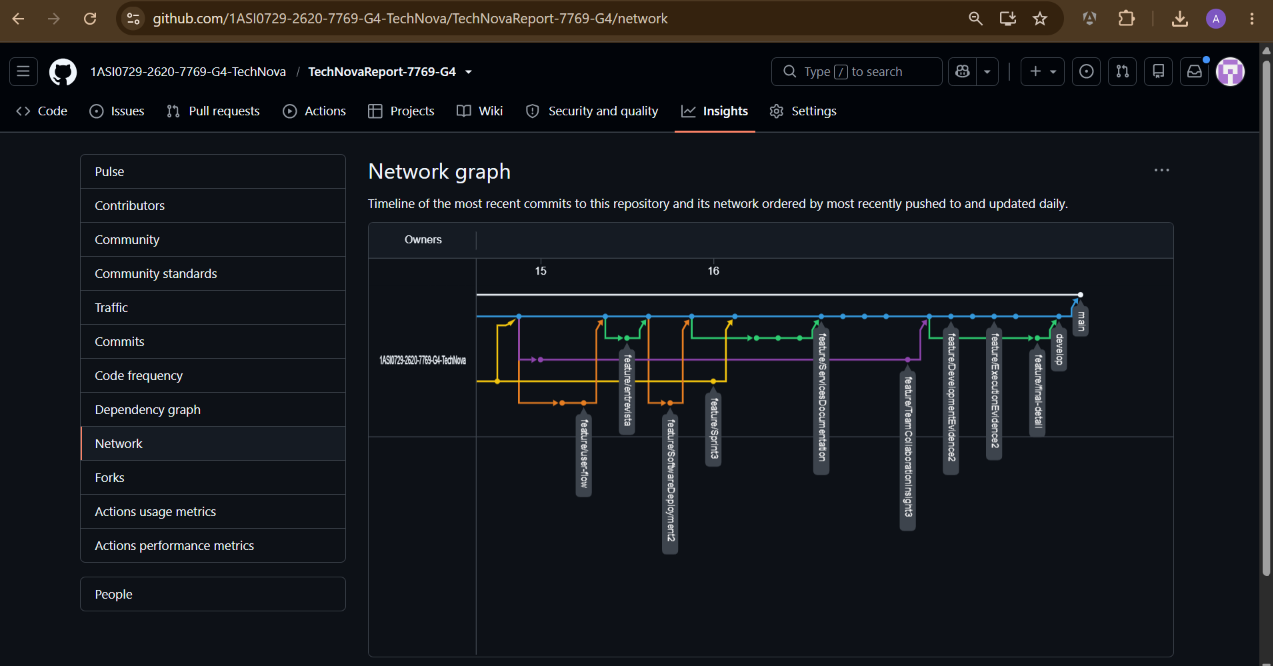 github.com/1ASI0729-2620-7769-G4-TechNova/TechNovaReport-7769-G4/network
A
1ASI0729-2620-7769-G4-TechNova / TechNovaReport-7769-G4
Type / to search
Code
Issues
Pull requests
Actions
Projects
Wiki
Security and quality
Insights
Settings
Pulse
Contributors
Community
Community standards
Traffic
Commits
Code frequency
Dependency graph
Network
Forks
Actions usage metrics
Actions performance metrics
People
Network graph
Timeline of the most recent commits to this repository and its network ordered by most recently pushed to and updated daily.
Owners
15
16
1ASI0729-2620-7769-G4-TechNova
feature/user-flow
feature/entrevista
feature/SoftwareDeployment2
feature/Sprint3
feature/ServicesDocumentation
feature/TeamCollaborationInsight3
feature/DevelopmentEvidence2
feature/ExecutionEvidence2
feature/final-detail
develop
main